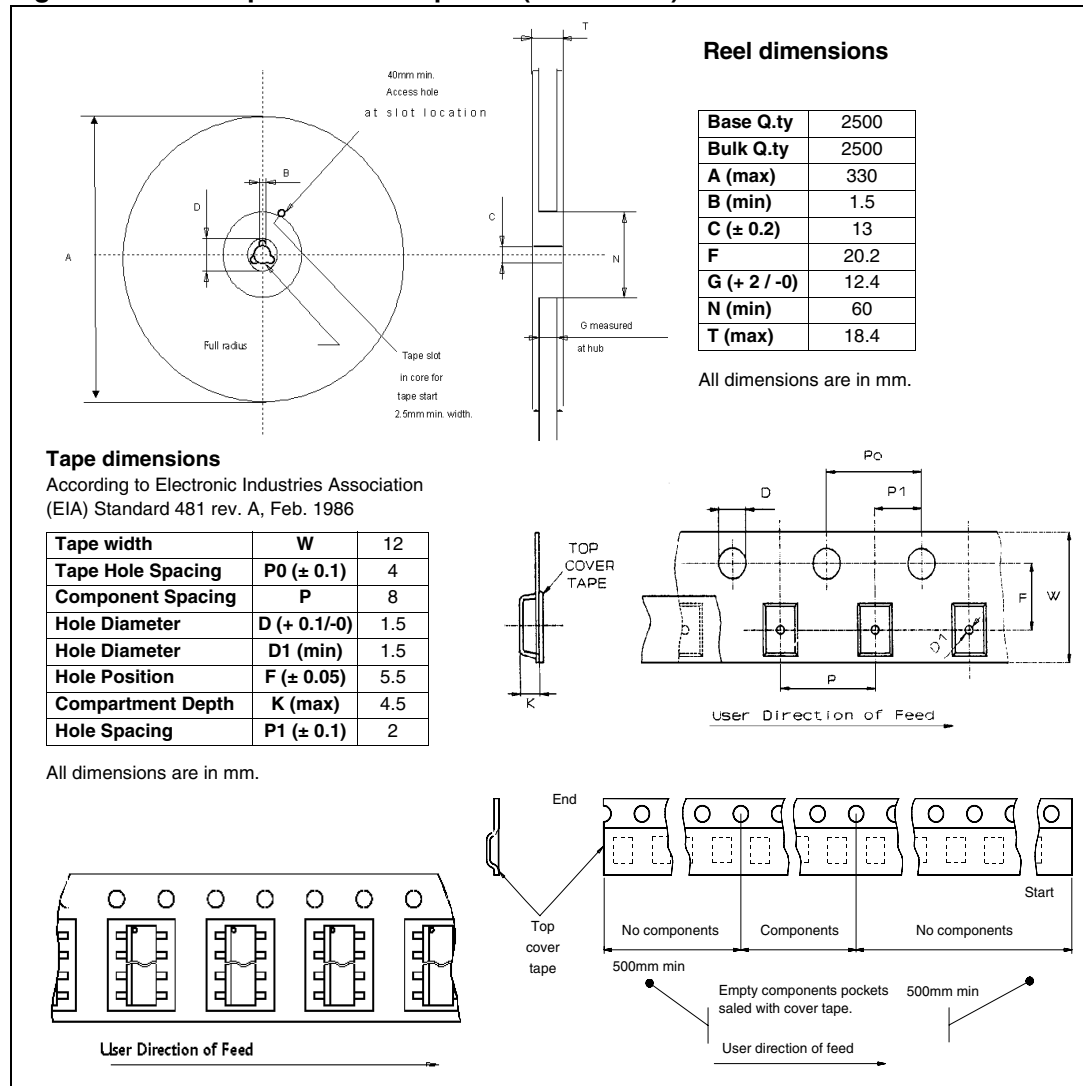 T
Reel dimensions
40mm min.
Access hole
at slot location
Base Q.ty 2500
Bulk Q.ty 2500
A (max) 330
B (min) 1.5
C (± 0.2) 13
F 20.2
G (+ 2 / -0) 12.4
N (min) 60
T (max) 18.4
All dimensions are in mm.
B
D
C
A
N
Full radius
G measured
at hub
Tape slot
in core for
tape start
2.5mm min. width.
Tape dimensions
According to Electronic Industries Association
(EIA) Standard 481 rev. A, Feb. 1986
Tape width W 12
Tape Hole Spacing P0 (± 0.1) 4
Component Spacing P 8
Hole Diameter D (+ 0.1/-0) 1.5
Hole Diameter D1 (min) 1.5
Hole Position F (± 0.05) 5.5
Compartment Depth K (max) 4.5
Hole Spacing P1 (± 0.1) 2
All dimensions are in mm.
Po
D
P1
TOP
COVER
TAPE
F
W
D1
P
K
User Direction of Feed
End
Start
Top
cover
tape
No components
Components
No components
500mm min
Empty components pockets
saled with cover tape.
500mm min
User direction of feed
User Direction of Feed